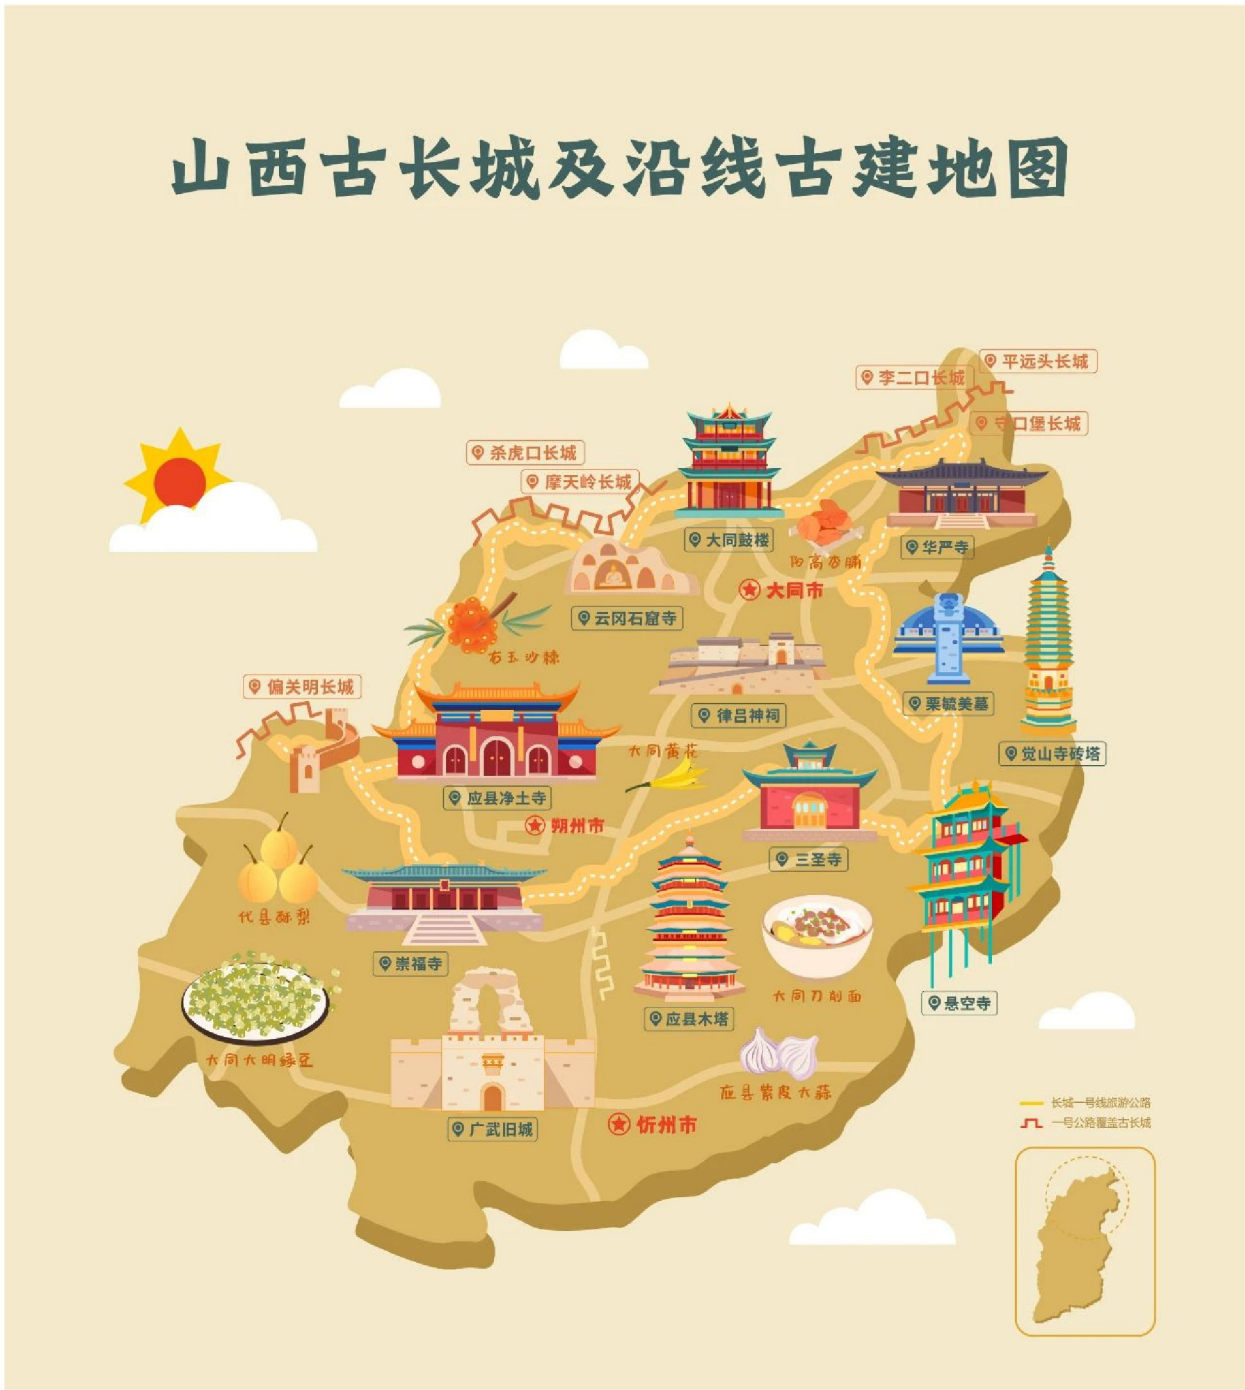 山西古长城及沿线古建地图
平远头长城
李二口长城
守口堡长城
杀虎口长城
摩天岭长城
大同鼓楼
华严寺
阳高杏脯
大同市
云冈石窟寺
右玉沙棘
偏关明长城
律吕神祠
栗毓美墓
觉山寺砖塔
大同黄花
应县净土寺
朔州市
三圣寺
代县酥梨
崇福寺
大同刀削面
悬空寺
应县木塔
大同大明绿豆
应县紫皮大蒜
广武旧城
忻州市
长城一号线旅游公路
一号公路覆盖古长城